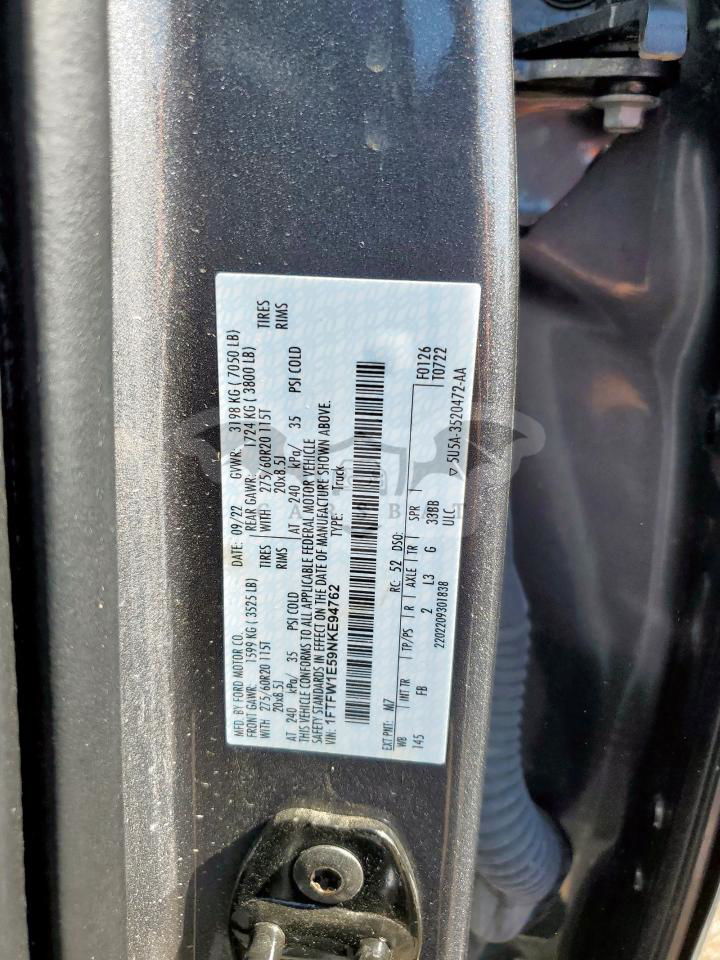 MFD. BY FORD MOTOR CO. DATE: 09/22 GVWR: 3198 KG ( 7050 LB)
FRONT GAWR: 1599 KG ( 3525 LB) REAR GAWR: 1724 KG ( 3800 LB)
WITH 275/60R20 115T TIRES WITH 275/60R20 115T TIRES
20x8.5J RIMS 20x8.5J RIMS
AT 240 kPa/ 35 PSI COLD AT 240 kPa/ 35 PSI COLD
THIS VEHICLE CONFORMS TO ALL APPLICABLE FEDERAL MOTOR VEHICLE
SAFETY STANDARDS IN EFFECT ON THE DATE OF MANUFACTURE SHOWN ABOVE.
VIN: 1FTFW1E59NKE94762 TYPE: Truck
EXT PNT: M7 RC: 52 DSO: F0126
WB INT TR TP/PS R AXLE TR SPR T0722
145 FB 2 L3 G 33BB
ULC ▽ 5U5A-3520472-AA
2202209301838